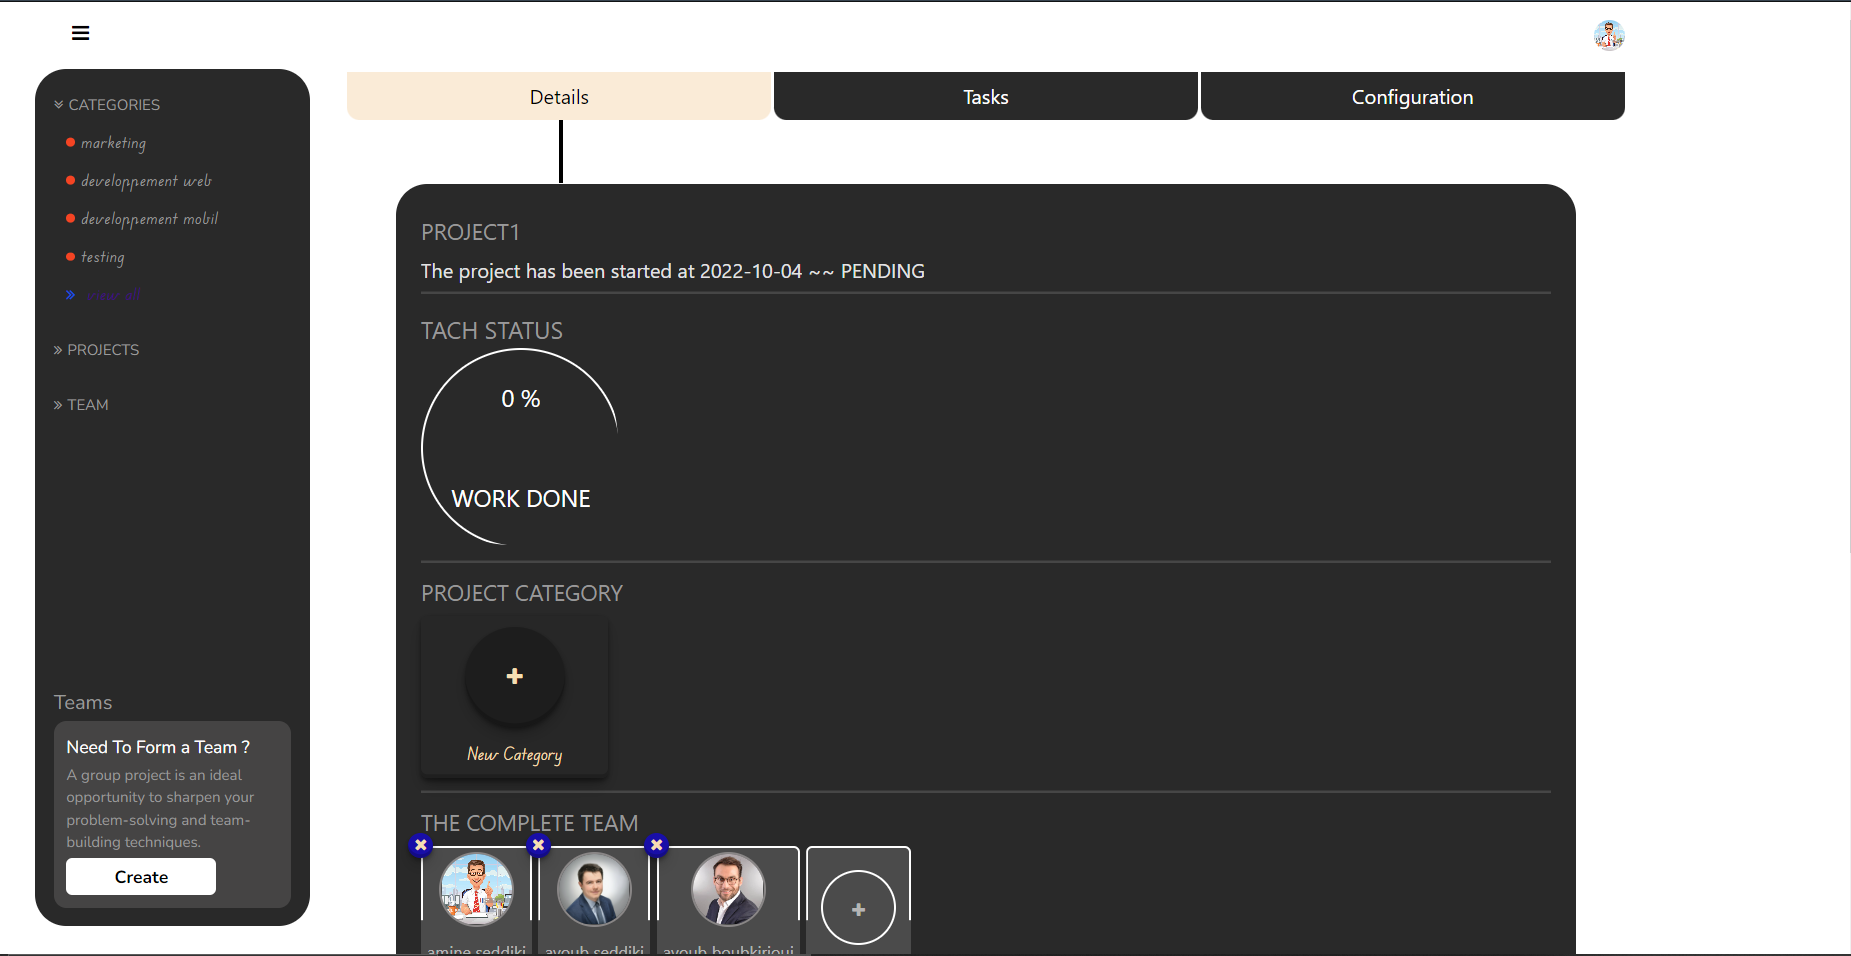 Details
Tasks
Configuration
CATEGORIES
marketing
developpement web
developpement mobil
testing
PROJECTS
TEAM
Teams
Need To Form a Team ?
A group project is an ideal
opportunity to sharpen your
problem-solving and team-
building techniques.
Create
PROJECT1
The project has been started at 2022-10-04 ~~ PENDING
TACH STATUS
0 %
WORK DONE
PROJECT CATEGORY
New Category
THE COMPLETE TEAM
amine seddiki
ayoub seddiki
ayoub bouhkirioui